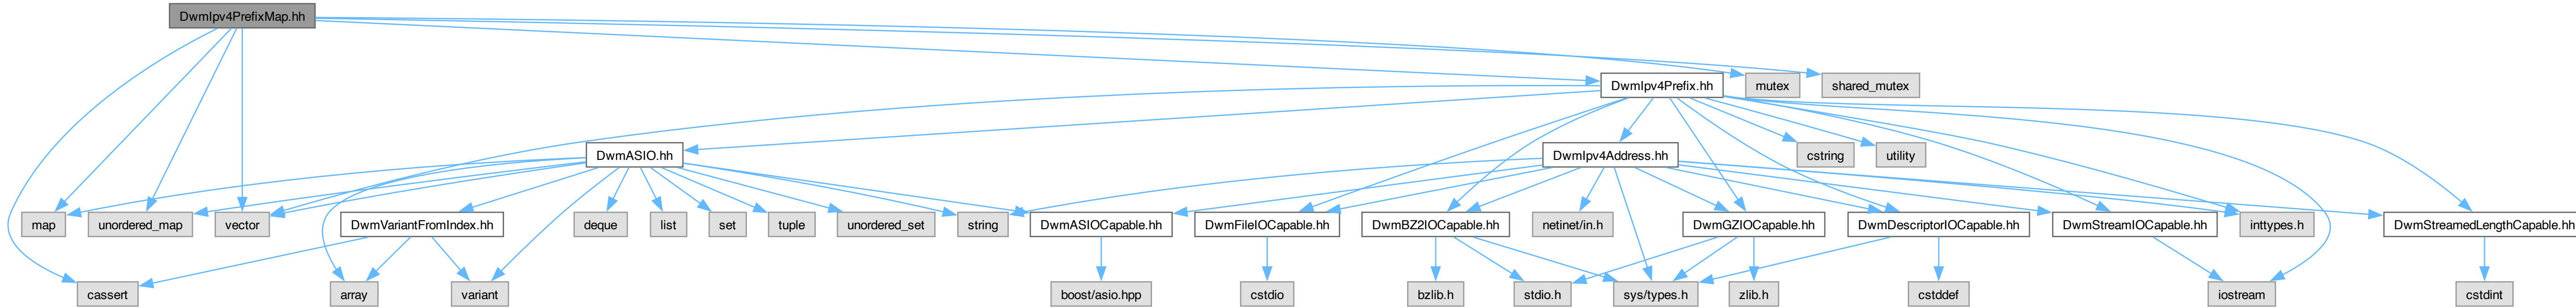 DwmIpv4PrefixMap.hh
DwmIpv4Prefix.hh
mutex
shared_mutex
DwmASIO.hh
DwmIpv4Address.hh
cstring
utility
map
unordered_map
vector
DwmVariantFromIndex.hh
deque
list
set
tuple
unordered_set
string
DwmASIOCapable.hh
DwmFileIOCapable.hh
DwmBZ2IOCapable.hh
netinet/in.h
DwmGZIOCapable.hh
DwmDescriptorIOCapable.hh
DwmStreamIOCapable.hh
inttypes.h
DwmStreamedLengthCapable.hh
cassert
array
variant
boost/asio.hpp
cstdio
bzlib.h
stdio.h
sys/types.h
zlib.h
cstddef
iostream
cstdint